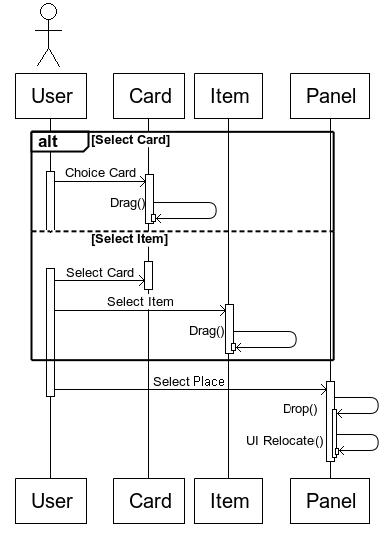 User Card Item Panel
alt [Select Card]
Choice Card
Drag()
[Select Item]
Select Card
Select Item
Drag()
Select Place
Drop()
UI Relocate()
User Card Item Panel